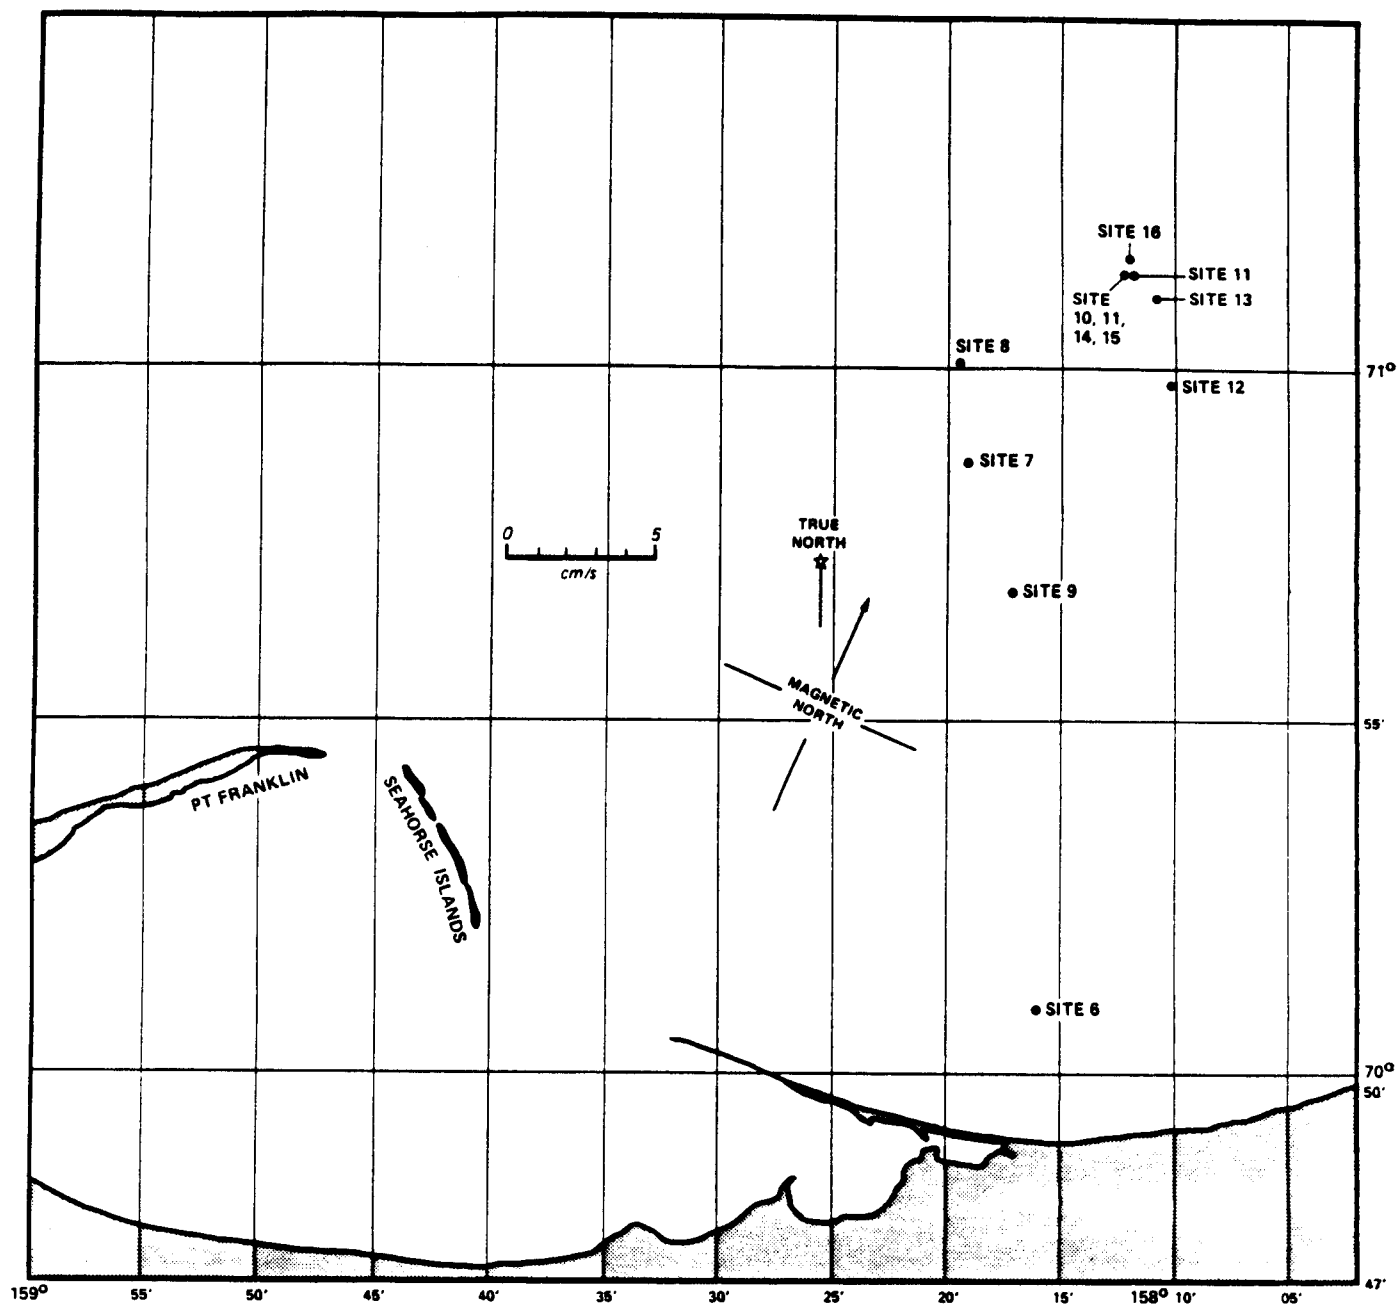 SITE 16
SITE 11
SITE
10, 11,
14, 15
SITE 13
SITE 8
71°
SITE 12
SITE 7
TRUE
NORTH
0 5
cm/s
SITE 9
MAGNETIC
NORTH
55'
PT FRANKLIN
SEAHORSE ISLANDS
SITE 6
70°
50'
47'
159° 55' 50' 45' 40' 35' 30' 25' 20' 15' 158° 10' 05'